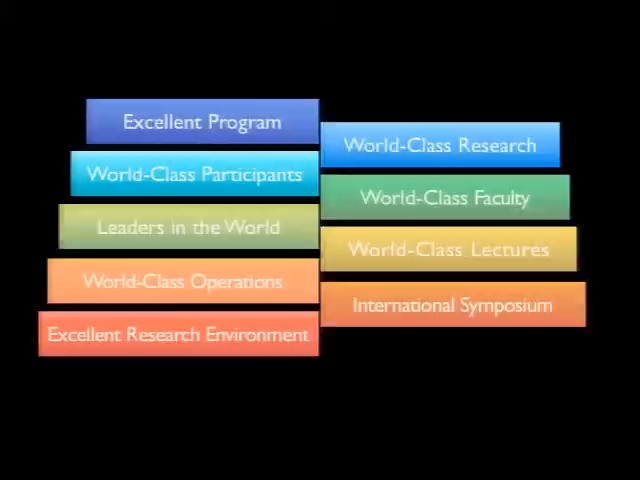 Excellent Program
World-Class Research
World-Class Participants
World-Class Faculty
Leaders in the World
World-Class Lectures
World-Class Operations
International Symposium
Excellent Research Environment